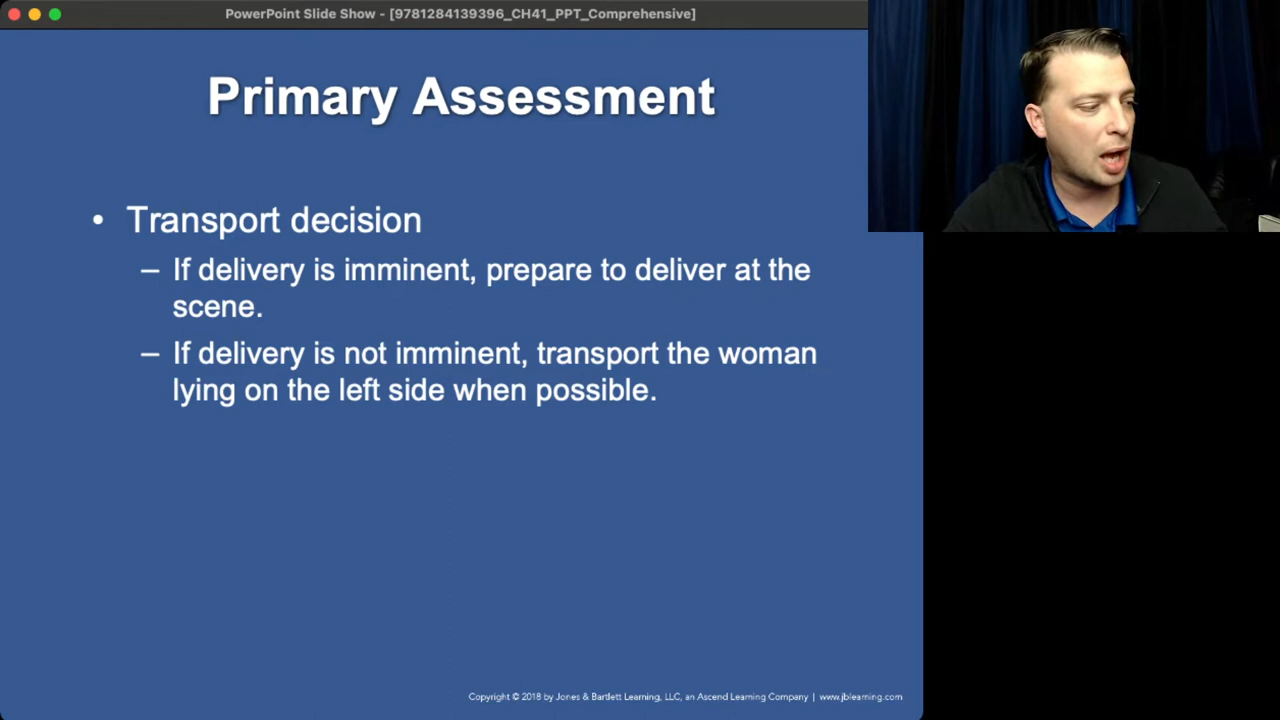 PowerPoint Slide Show - [9781284139396_CH41_PPT_Comprehensive]
Primary Assessment
• Transport decision
– If delivery is imminent, prepare to deliver at the
scene.
– If delivery is not imminent, transport the woman
lying on the left side when possible.
Copyright © 2018 by Jones & Bartlett Learning, LLC, an Ascend Learning Company | www.jblearning.com